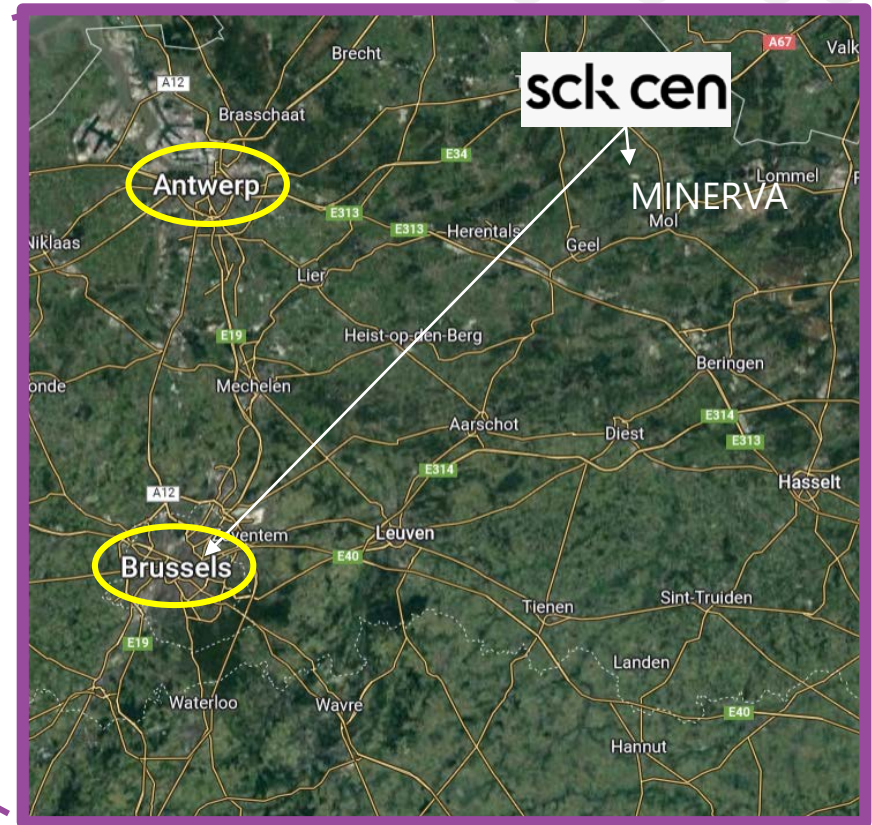 Brecht
A67
Valk
A12
sck cen
Brasschaat
E34
Antwerp
Lommel
MINERVA
E313
Mol
E313
Herentals
Niklaas
Geel
Lier
E19
Heist-op-den-Berg
Beringen
onde
Mechelen
E314
Aarschot
Diest
E313
E314
Hasselt
A12
ventem
Leuven
E40
Brussels
Tienen
Sint-Truiden
E19
Landen
Waterloo
Wavre
E40
Hannut